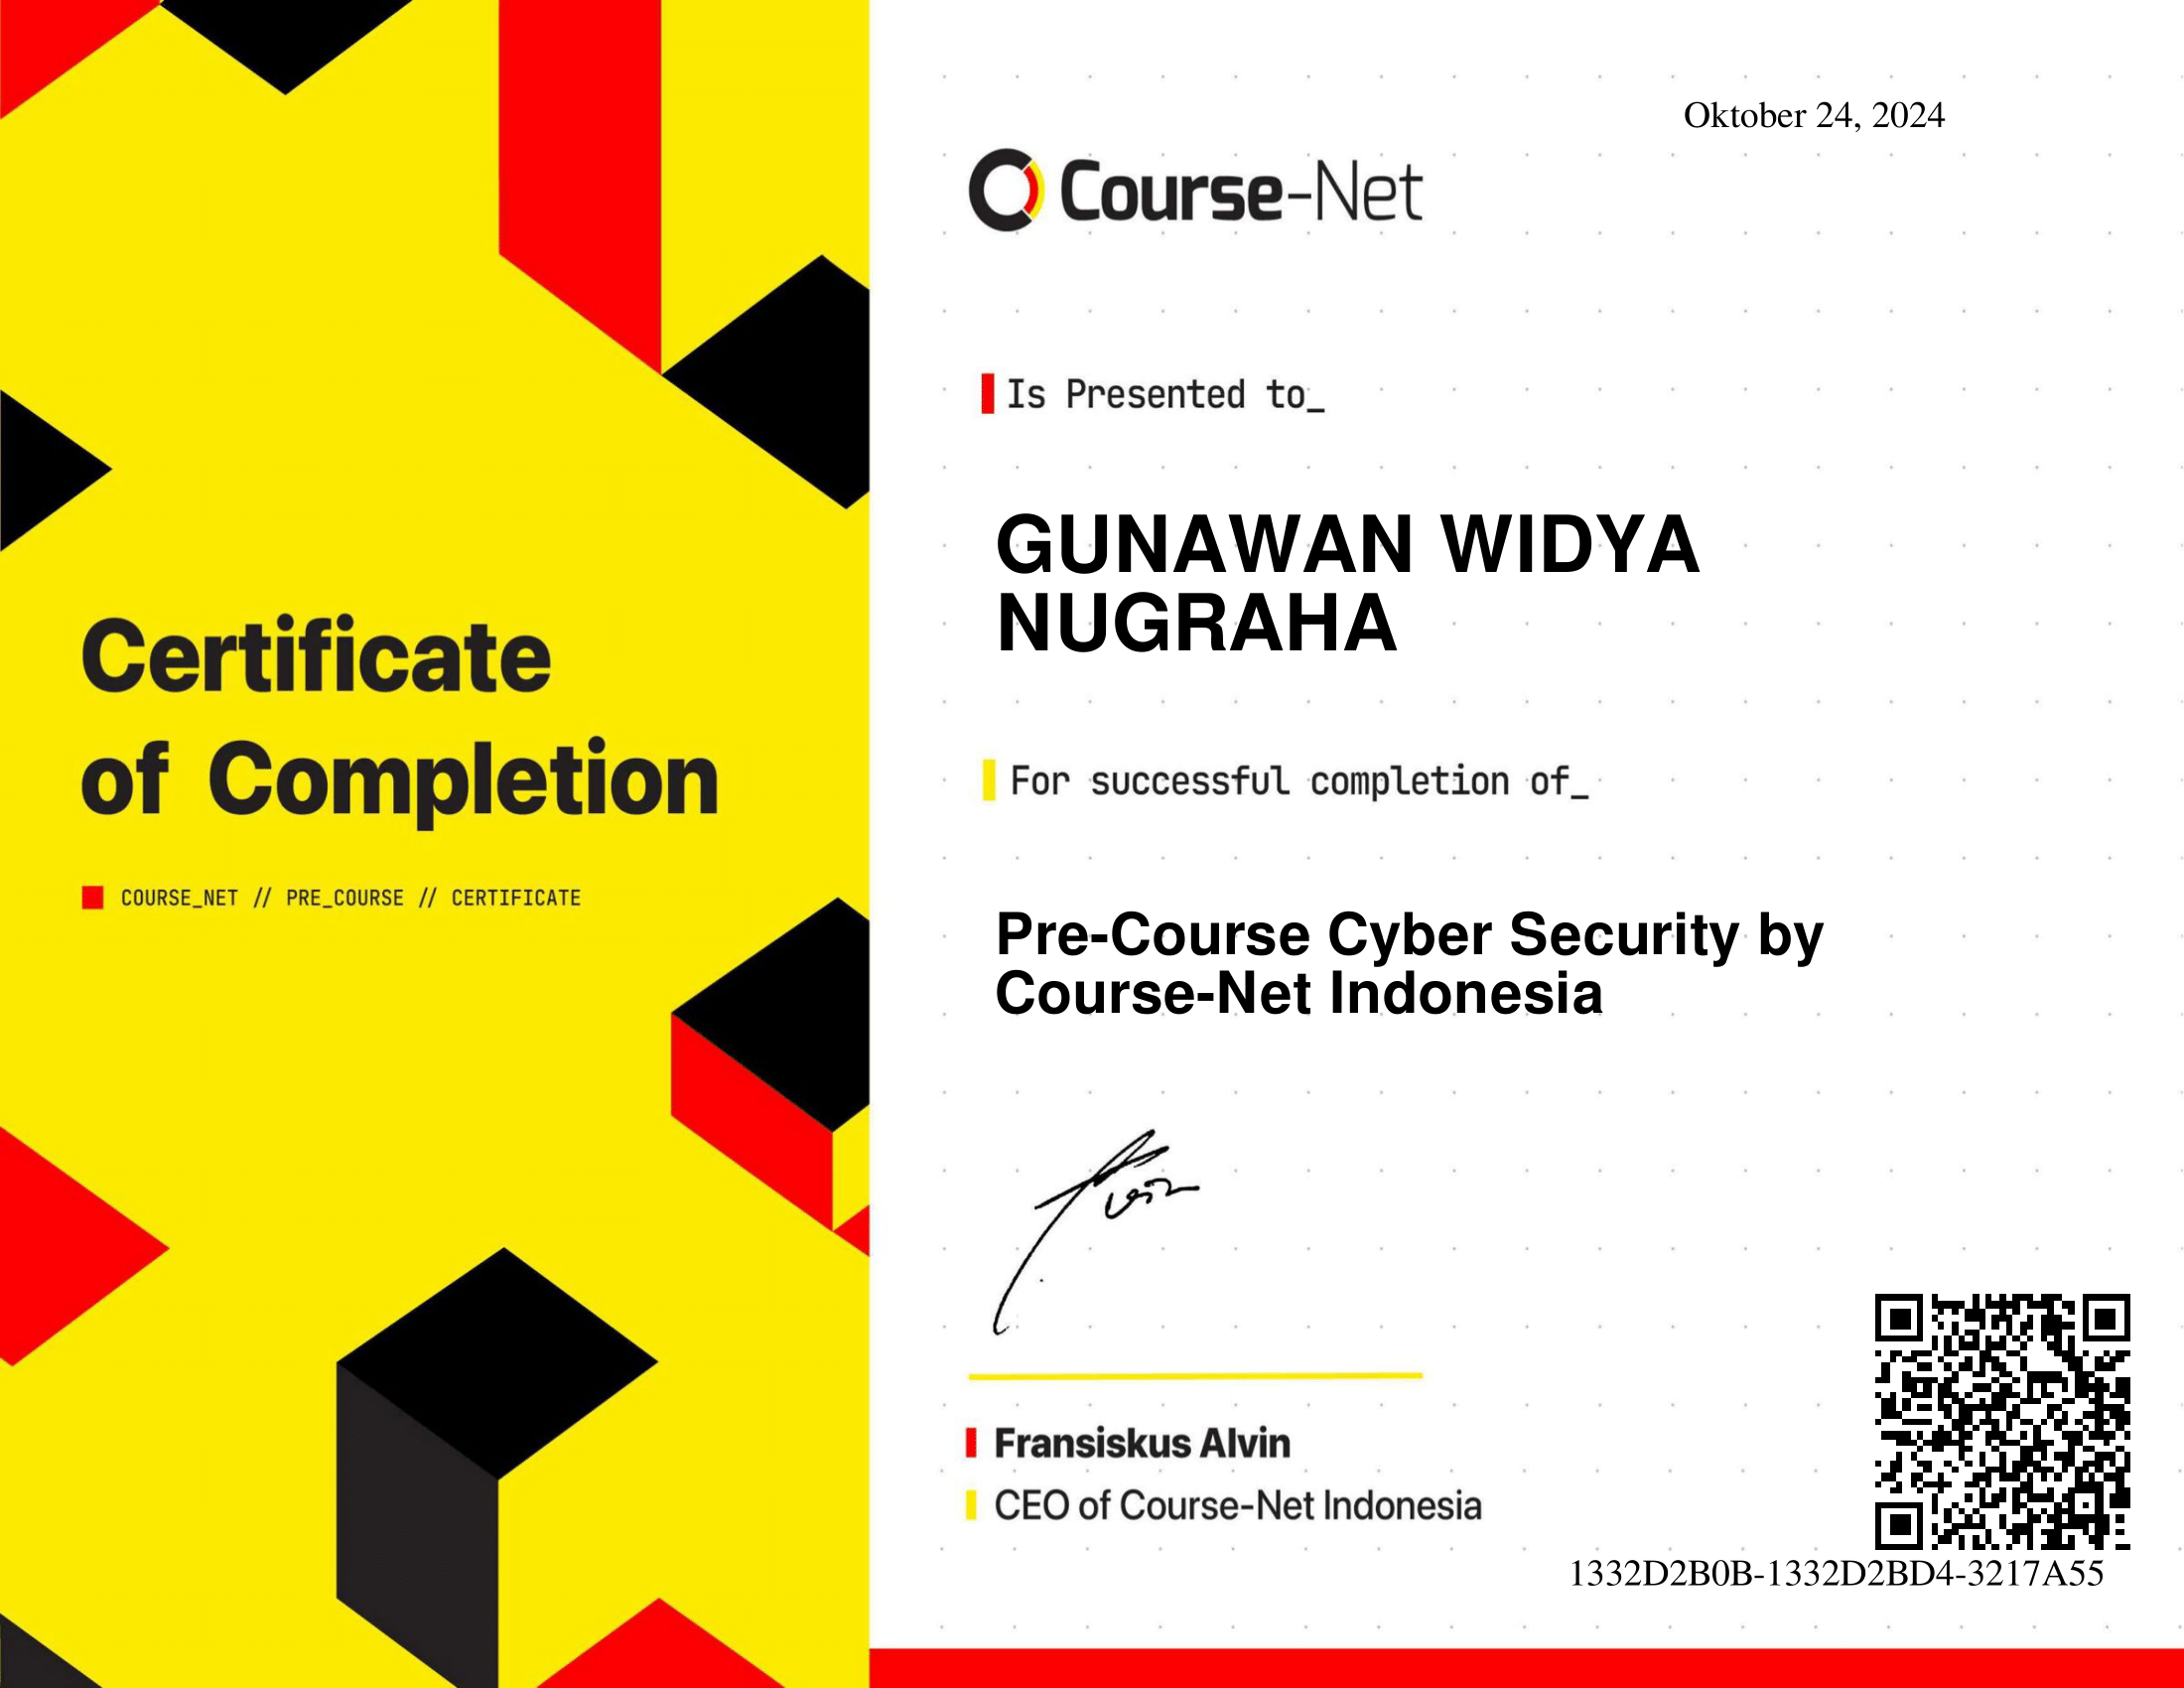 Certificate
of Completion
COURSE_NET // PRE_COURSE // CERTIFICATE
Oktober 24, 2024
Course-Net
Is Presented to_
GUNAWAN WIDYA
NUGRAHA
For successful completion of_
Pre-Course Cyber Security by
Course-Net Indonesia
Fransiskus Alvin
CEO of Course-Net Indonesia
1332D2B0B-1332D2BD4-3217A55